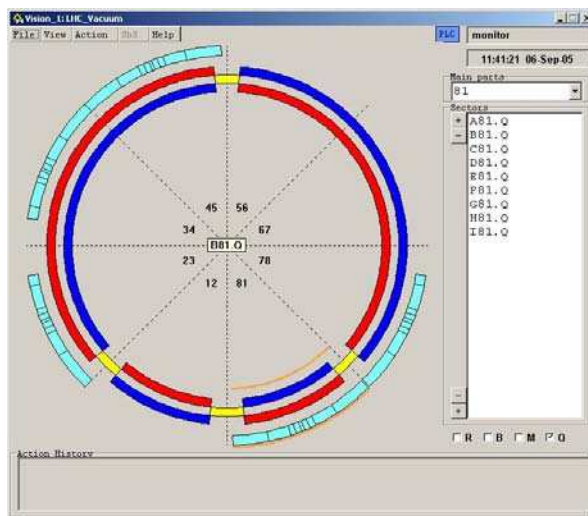 Vision_1: LHC_Vacuum
File View Action SbS Help
PLC
monitor
11:41:21 06-Sep-05
Main parts
81
Sectors
A81.Q
B81.Q
C81.Q
D81.Q
E81.Q
F81.Q
G81.Q
H81.Q
I81.Q
45 56
34 67
B81.Q
23 78
12 81
R B M Q
Action History